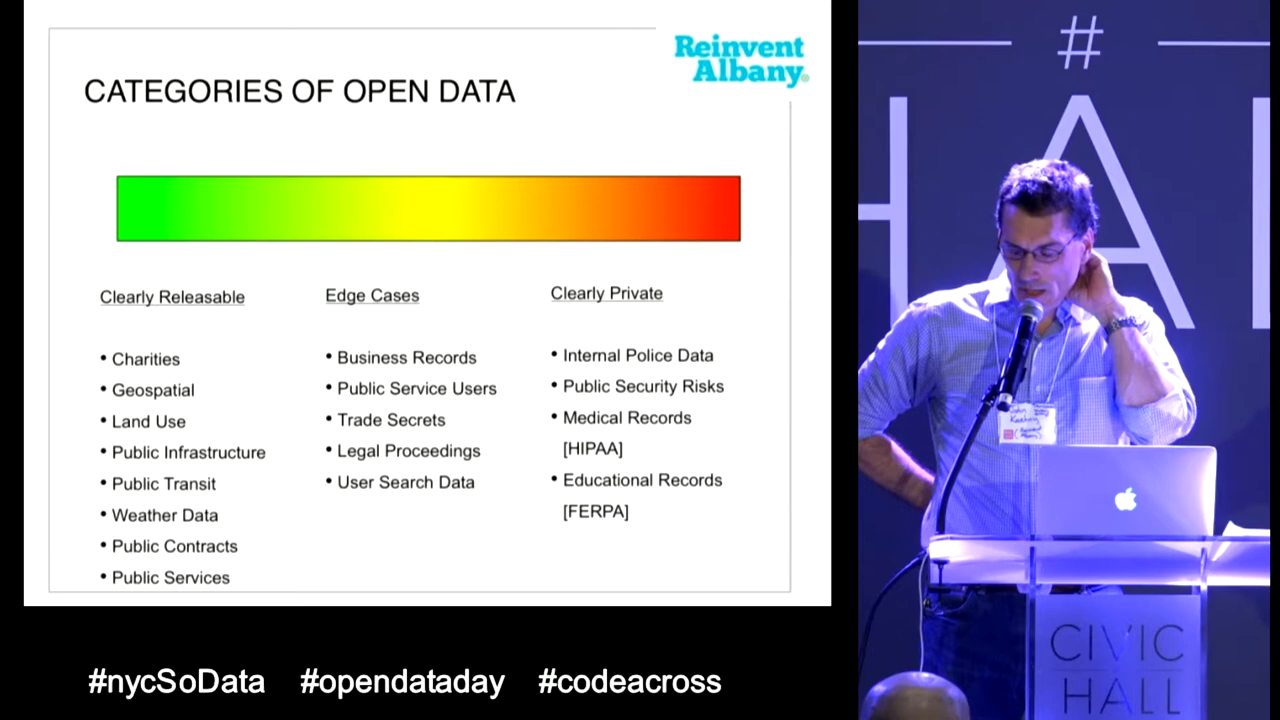 Reinvent
Albany
CATEGORIES OF OPEN DATA
Clearly Releasable
• Charities
• Geospatial
• Land Use
• Public Infrastructure
• Public Transit
• Weather Data
• Public Contracts
• Public Services
Edge Cases
• Business Records
• Public Service Users
• Trade Secrets
• Legal Proceedings
• User Search Data
Clearly Private
• Internal Police Data
• Public Security Risks
• Medical Records
[HIPAA]
• Educational Records
[FERPA]
#nycSoData #opendataday #codeacross
#
HA
CIVIC
HALL